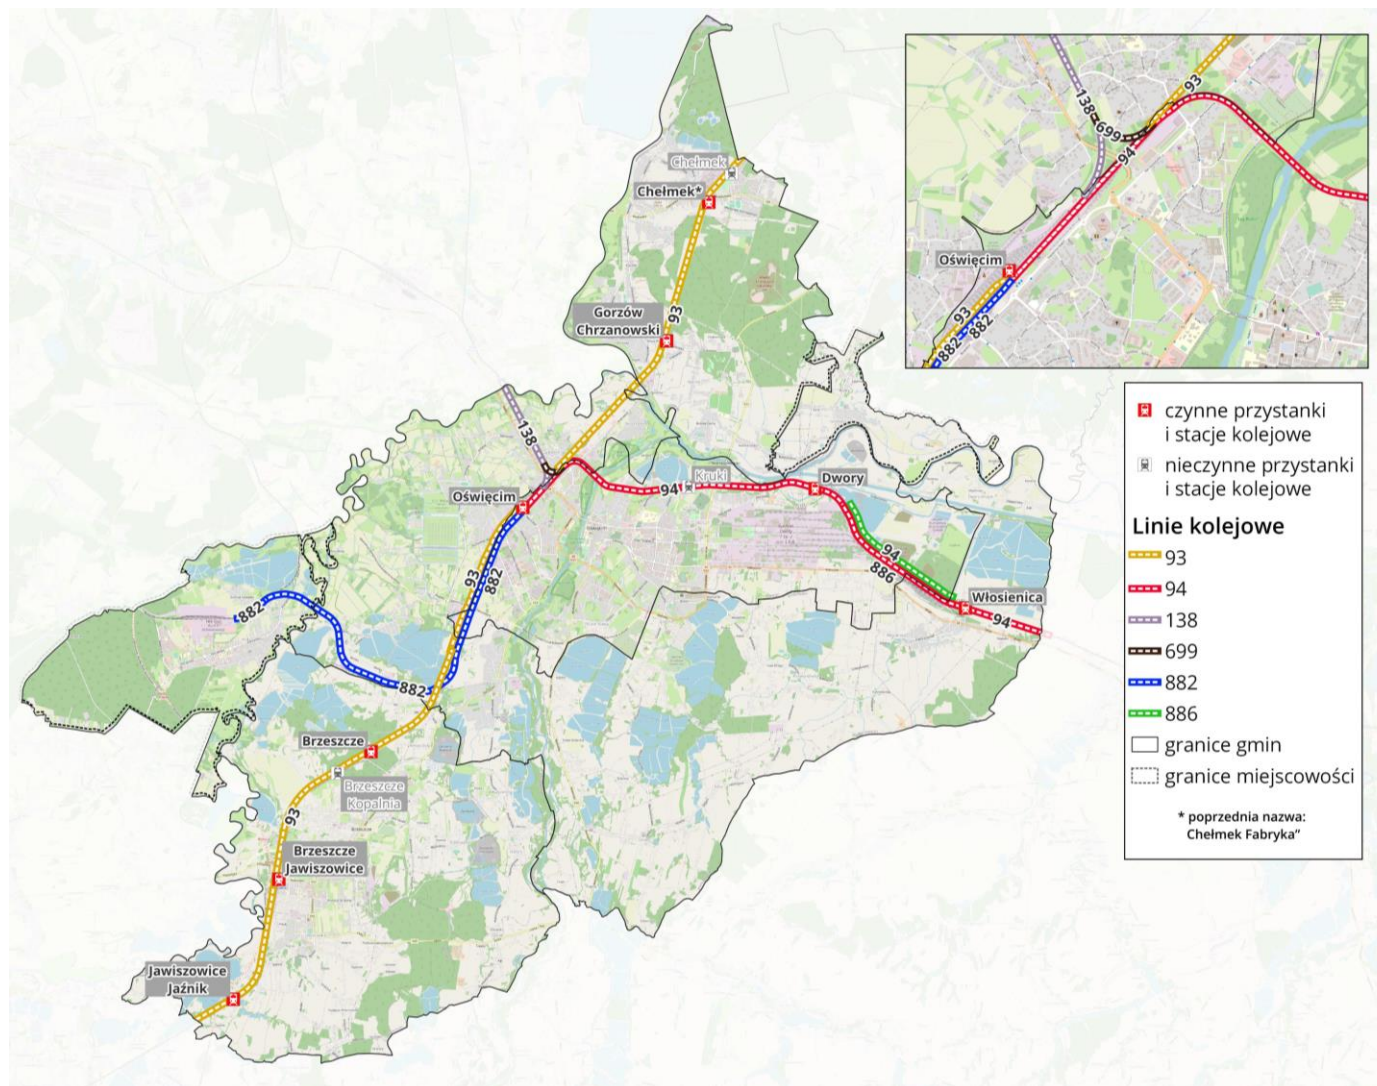 Chełmek
Chełmek*
93
Gorzów
Chrzanowski
138
Oświęcim
94
Kruki
Dwory
93
882
94
886
Włosienica
94
882
882
Brzeszcze
Brzeszcze
Kopalnia
93
Brzeszcze
Jawiszowice
Jawiszowice
Jaźnik
93
138
699
94
Oświęcim
93
882
882
czynne przystanki
i stacje kolejowe
nieczynne przystanki
i stacje kolejowe
Linie kolejowe
93
94
138
699
882
886
granice gmin
granice miejscowości
* poprzednia nazwa:
Chełmek Fabryka”